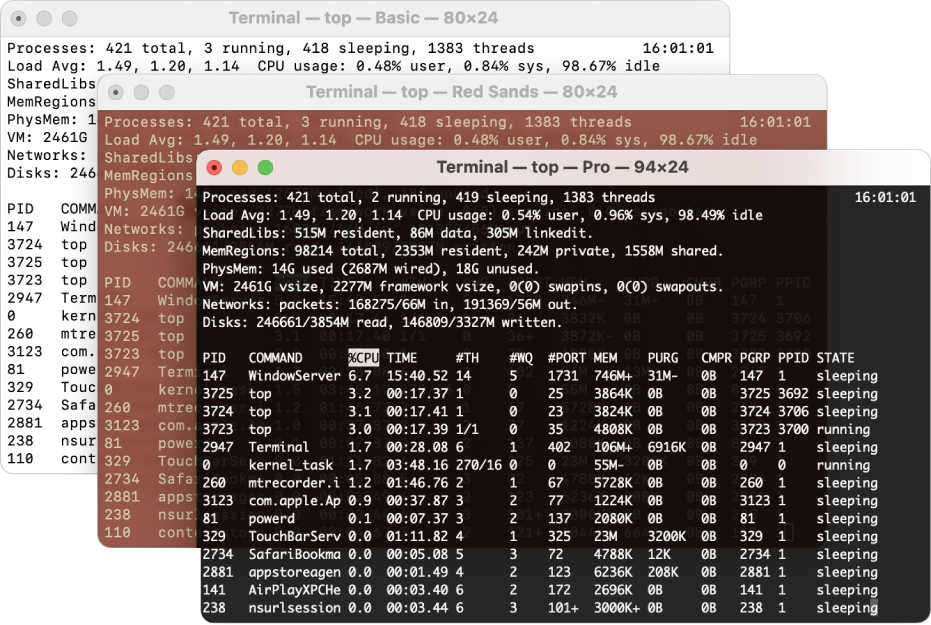 Terminal — top — Basic — 80×24
Processes: 421 total, 3 running, 418 sleeping, 1383 threads 16:01:01
Load Avg: 1.49, 1.20, 1.14 CPU usage: 0.48% user, 0.84% sys, 98.67% idle
SharedLibs
MemRegions
PhysMem: 1
VM: 2461G
Networks:
Disks: 246
PID COMM
147 Wind
3724 top
3725 top
3723 top
2947 Term
0 kern
260 mtre
3123 com.
81 powe
329 Touc
2734 Safa
2881 apps
238 nsur
110 cont
Terminal — top — Red Sands — 80×24
Processes: 421 total, 3 running, 418 sleeping, 1383 threads 16:01:01
Load Avg: 1.49, 1.20, 1.14 CPU usage: 0.48% user, 0.84% sys, 98.67% idle
SharedLibs
MemRegions
PhysMem: 14
VM: 2461G
Networks:
Disks: 246
PID COMMA
147 Windo
3724 top
3725 top
3723 top
2947 Termi
0 kerne
260 mtrec
3123 com.a
81 power
329 Touch
2734 Safar
2881 appst
238 nsurl
110 conte
Terminal — top — Pro — 94×24
Processes: 421 total, 2 running, 419 sleeping, 1383 threads 16:01:01
Load Avg: 1.49, 1.20, 1.14 CPU usage: 0.54% user, 0.96% sys, 98.49% idle
SharedLibs: 515M resident, 86M data, 305M linkedit.
MemRegions: 98214 total, 2353M resident, 242M private, 1558M shared.
PhysMem: 14G used (2687M wired), 18G unused.
VM: 2461G vsize, 2277M framework vsize, 0(0) swapins, 0(0) swapouts.
Networks: packets: 168275/66M in, 191369/56M out.
Disks: 246661/3854M read, 146809/3327M written.
PID COMMAND %CPU TIME #TH #WQ #PORT MEM PURG CMPR PGRP PPID STATE
147 WindowServer 6.7 15:40.52 14 5 1731 746M+ 31M- 0B 147 1 sleeping
3725 top 3.2 00:17.37 1 0 25 3864K 0B 0B 3725 3692 sleeping
3724 top 3.1 00:17.41 1 0 23 3824K 0B 0B 3724 3706 sleeping
3723 top 3.0 00:17.39 1/1 0 35 4808K 0B 0B 3723 3700 running
2947 Terminal 1.7 00:28.08 6 1 402 106M+ 6916K 0B 2947 1 sleeping
0 kernel_task 1.7 03:48.16 270/16 0 0 55M- 0B 0B 0 0 running
260 mtrecorder.i 1.2 01:46.76 2 1 67 5728K 0B 0B 260 1 sleeping
3123 com.apple.Ap 0.9 00:37.87 3 2 77 1224K 0B 0B 3123 1 sleeping
81 powerd 0.1 00:07.37 3 2 137 2080K 0B 0B 81 1 sleeping
329 TouchBarServ 0.0 01:11.82 4 1 325 23M 3200K 0B 329 1 sleeping
2734 SafariBookma 0.0 00:05.08 5 3 72 4788K 12K 0B 2734 1 sleeping
2881 appstoreagen 0.0 00:01.49 4 2 123 6236K 208K 0B 2881 1 sleeping
141 AirPlayXPCHe 0.0 00:03.40 6 2 172 2696K 0B 0B 141 1 sleeping
238 nsurlsession 0.0 00:03.44 6 3 101+ 3000K+ 0B 0B 238 1 sleeping